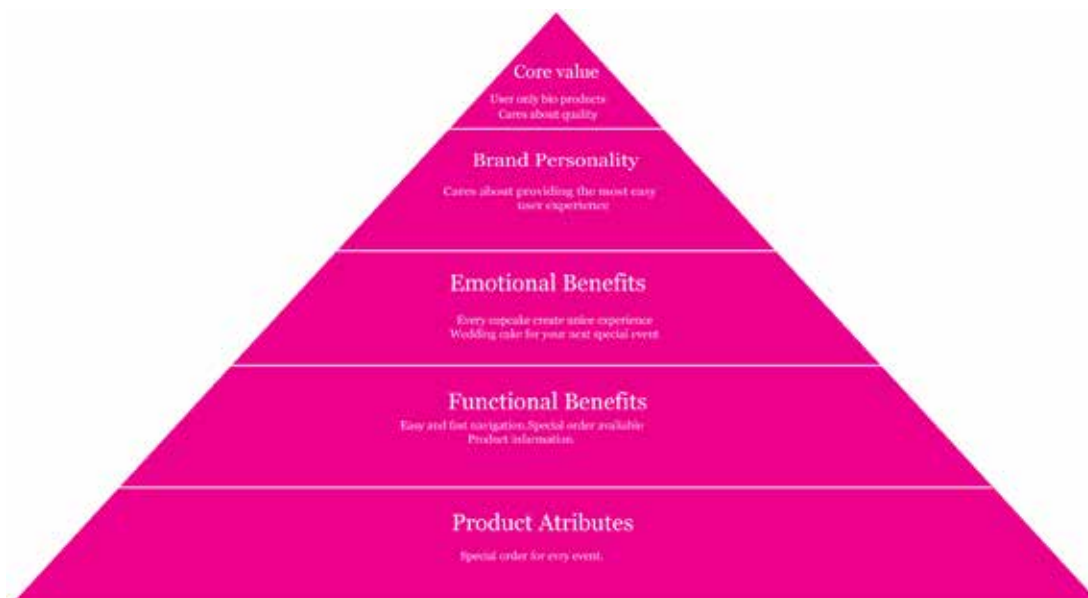 Core value
User only bio products
Cares about quality
Brand Personality
Cares about providing the most easy
user experience
Emotional Benefits
Every cupcake create unice experience
Wedding cake for your next special event
Functional Benefits
Easy and fast navigation.Special order available
Product information.
Product Atributes
Special order for evry event.